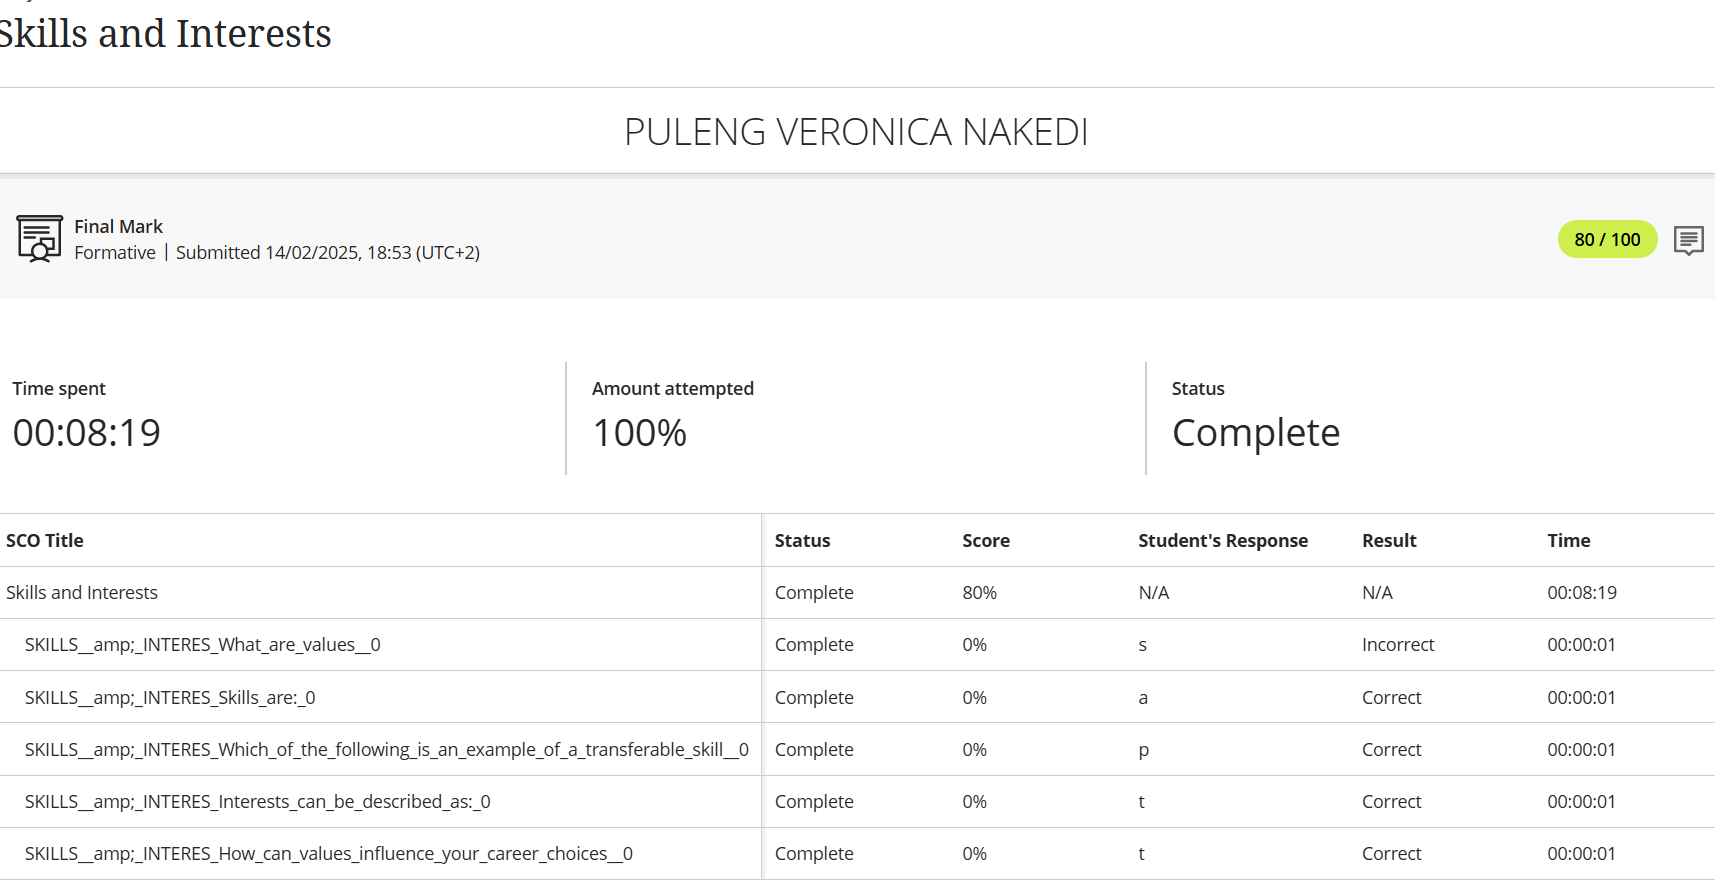 Skills and Interests
PULENG VERONICA NAKEDI
Final Mark
Formative | Submitted 14/02/2025, 18:53 (UTC+2)
80 / 100
Time spent
00:08:19
Amount attempted
100%
Status
Complete
SCO Title Status Score Student's Response Result Time
Skills and Interests Complete 80% N/A N/A 00:08:19
SKILLS__amp;_INTERES_What_are_values__0 Complete 0% s Incorrect 00:00:01
SKILLS__amp;_INTERES_Skills_are:_0 Complete 0% a Correct 00:00:01
SKILLS__amp;_INTERES_Which_of_the_following_is_an_example_of_a_transferable_skill__0 Complete 0% p Correct 00:00:01
SKILLS__amp;_INTERES_Interests_can_be_described_as:_0 Complete 0% t Correct 00:00:01
SKILLS__amp;_INTERES_How_can_values_influence_your_career_choices__0 Complete 0% t Correct 00:00:01